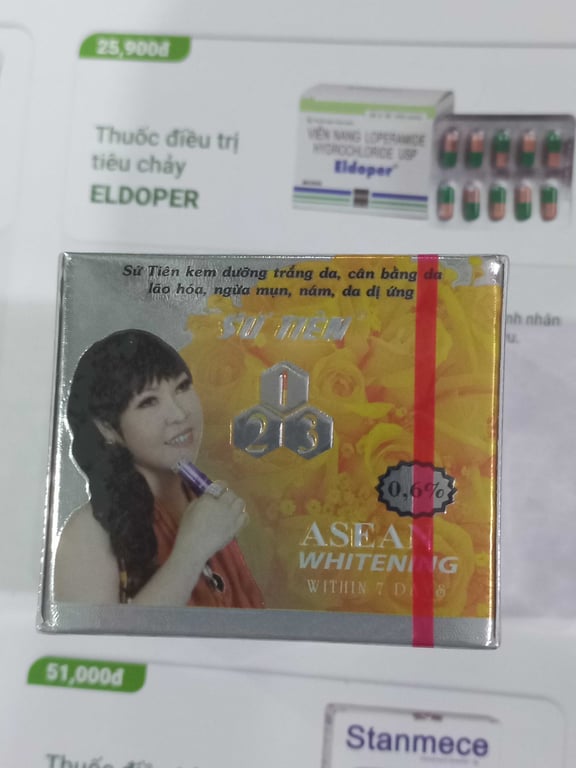 25,900đ
Thuốc điều trị
tiêu chảy
ELDOPER
VIÊN NANG LOPERAMIDE
HYDROCHLORIDE USP
Eldoper
Sứ Tiên kem dưỡng trắng da, cân bằng da
lão hóa, ngừa mụn, nám, da dị ứng
SỨ TIÊN
1
2 3
0,6%
ASEAN
WHITENING
WITHIN 7 DAYS
nh nhân
51,000đ
Stanmece